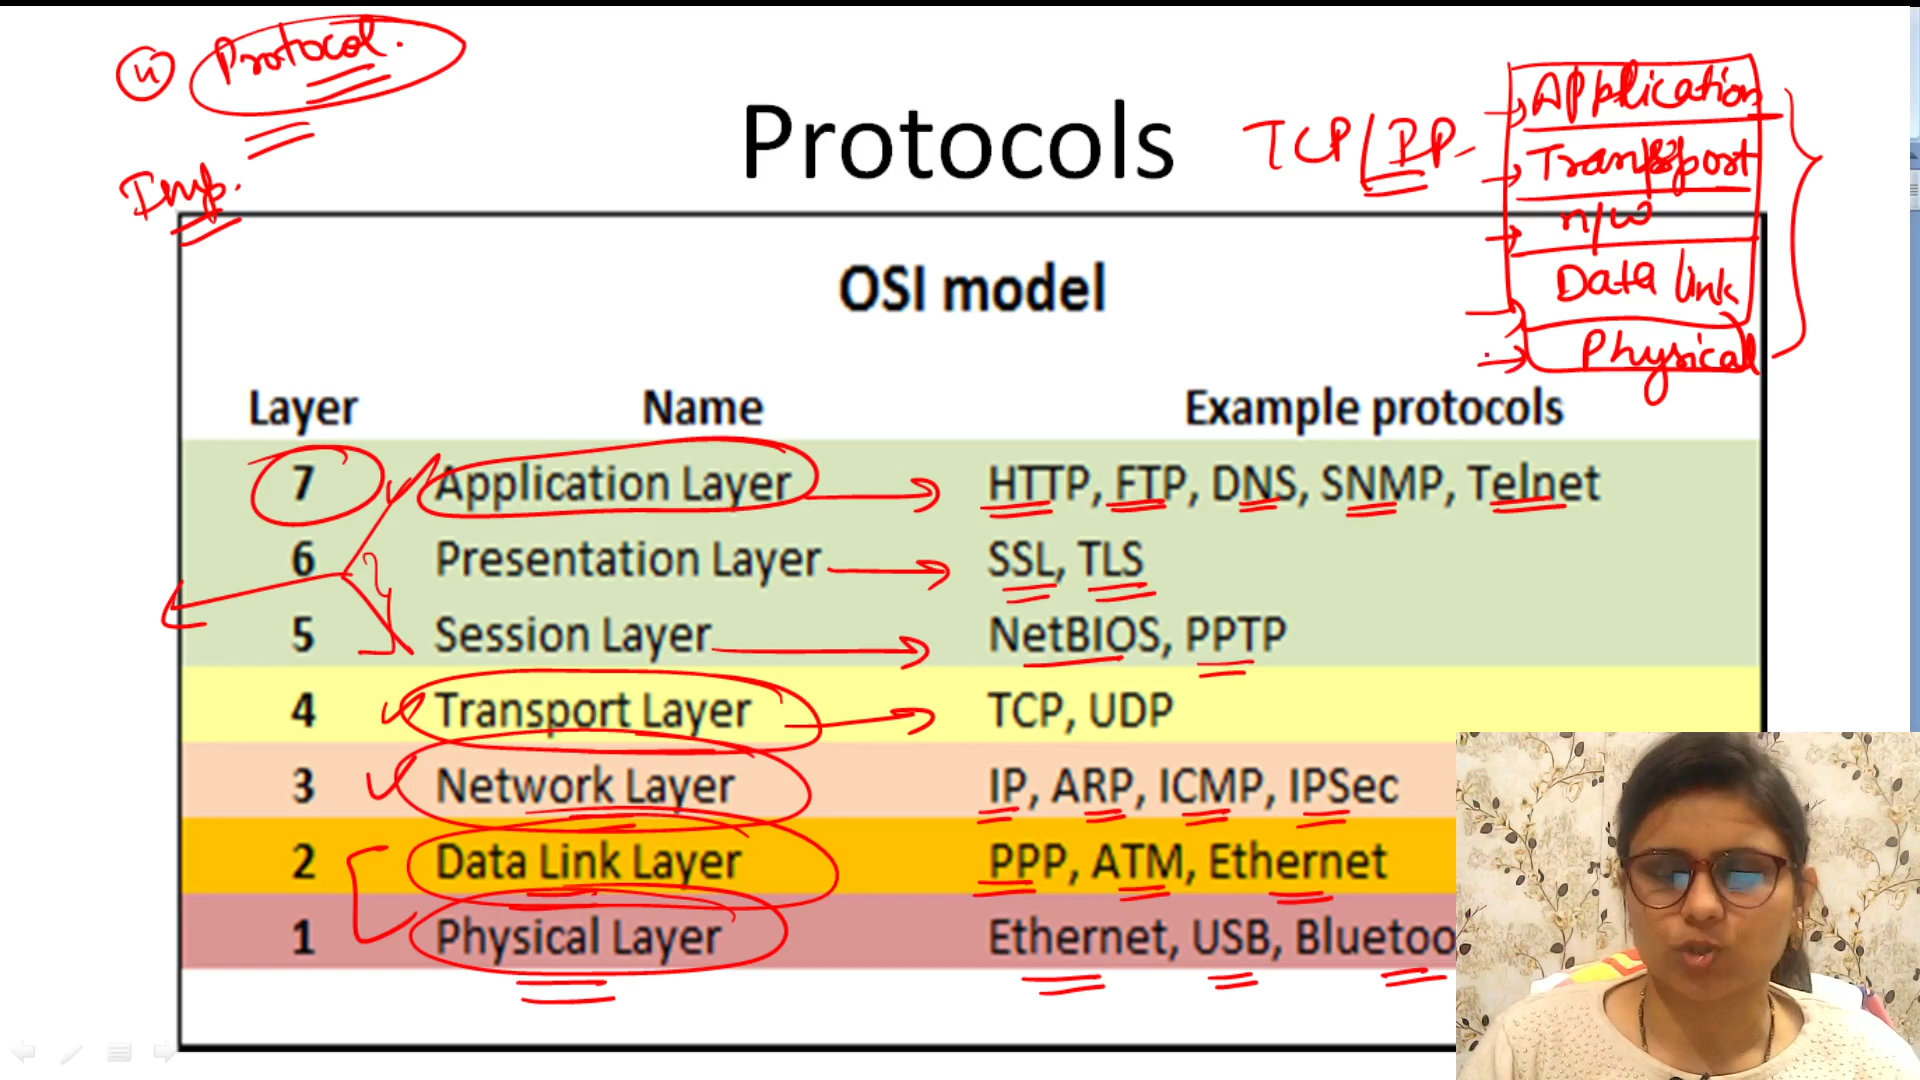 Protocol.
Imp.
Protocols
TCP/IP
Application
Transport
n/w
Data link
Physical
OSI model
Layer Name Example protocols
7 Application Layer HTTP, FTP, DNS, SNMP, Telnet
6 Presentation Layer SSL, TLS
5 Session Layer NetBIOS, PPTP
4 Transport Layer TCP, UDP
3 Network Layer IP, ARP, ICMP, IPSec
2 Data Link Layer PPP, ATM, Ethernet
1 Physical Layer Ethernet, USB, Bluetoo